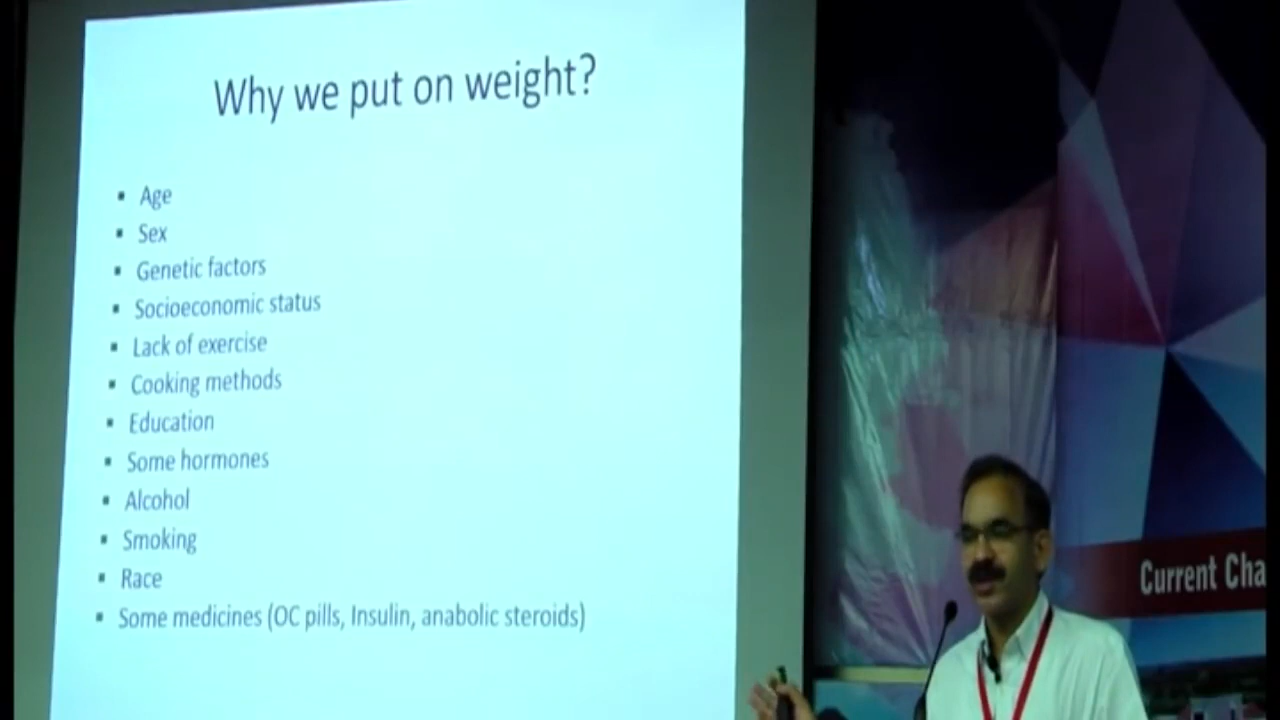 Why we put on weight?
▪ Age
▪ Sex
▪ Genetic factors
▪ Socioeconomic status
▪ Lack of exercise
▪ Cooking methods
▪ Education
▪ Some hormones
▪ Alcohol
▪ Smoking
▪ Race
▪ Some medicines (OC pills, Insulin, anabolic steroids)
Current Cha